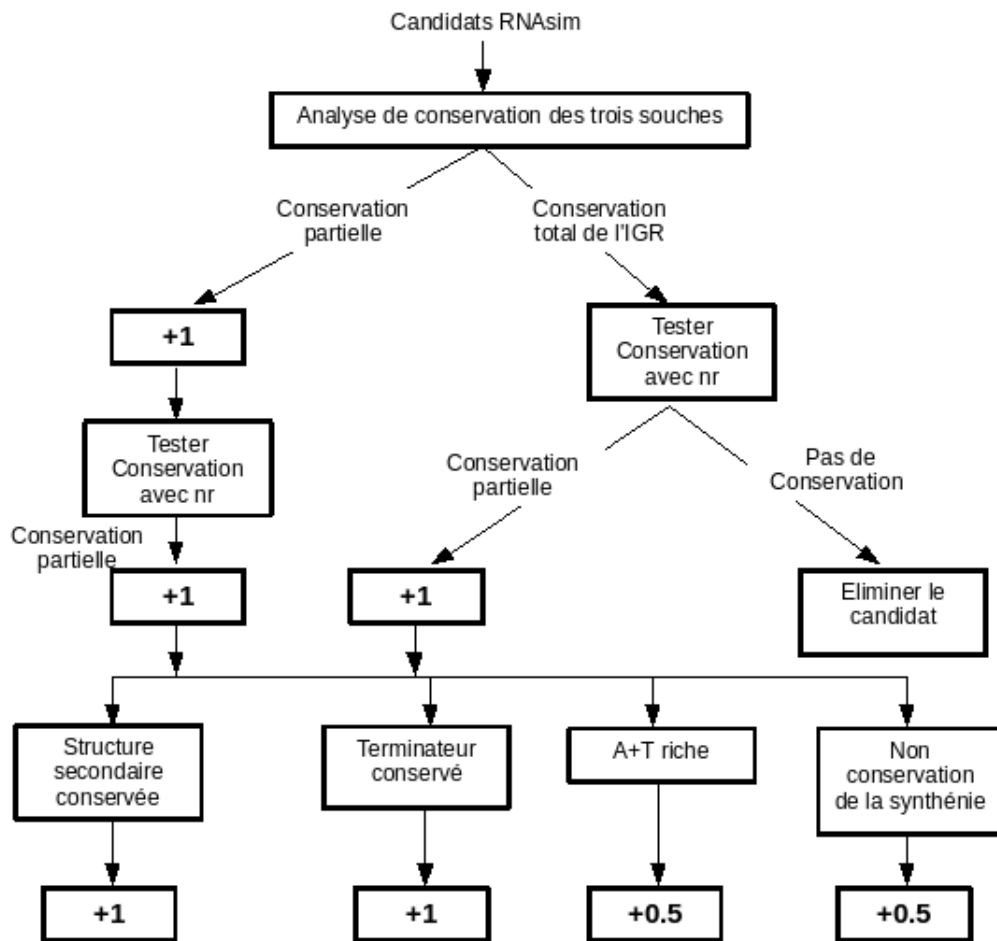 Candidats RNAsim
Analyse de conservation des trois souches
Conservation
partielle
Conservation
total de l'IGR
+1
Tester
Conservation
avec nr
Tester
Conservation
avec nr
Conservation
partielle
Pas de
Conservation
Conservation
partielle
+1
+1
Eliminer le
candidat
Structure
secondaire
conservée
Terminateur
conservé
A+T riche
Non
conservation
de la synthénie
+1
+1
+0.5
+0.5